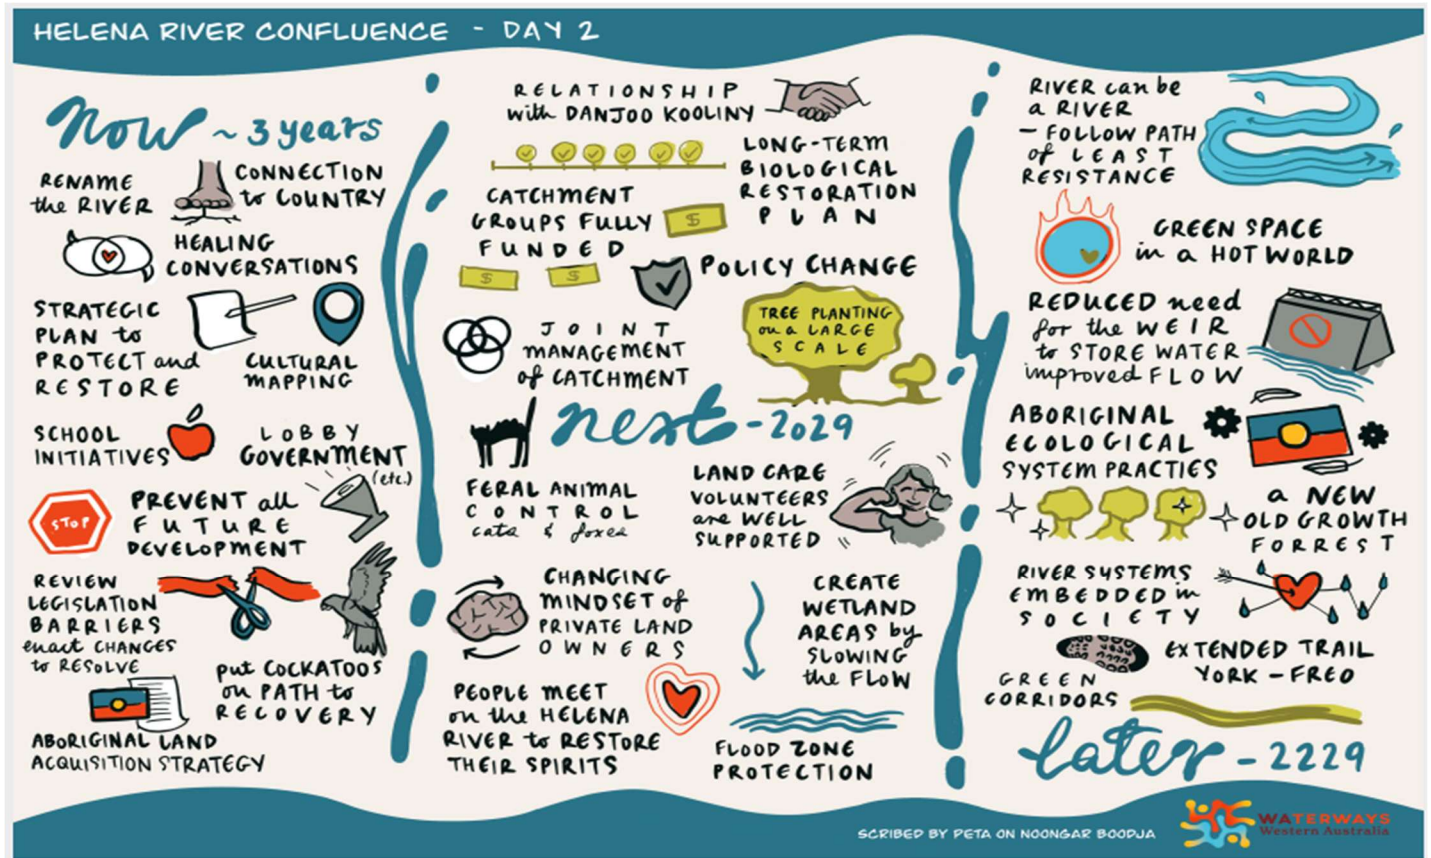 HELENA RIVER CONFLUENCE - DAY 2
now ~ 3 years
RENAME
the RIVER
CONNECTION
to COUNTRY
HEALING
CONVERSATIONS
STRATEGIC
PLAN to
PROTECT and
RESTORE
CULTURAL
MAPPING
SCHOOL
INITIATIVES
LOBBY
GOVERNMENT
(etc.)
STOP
PREVENT all
FUTURE
DEVELOPMENT
REVIEW
LEGISLATION
BARRIERS
enact CHANGES
to RESOLVE
put COCKATOOS
on PATH to
RECOVERY
ABORIGINAL LAND
ACQUISITION STRATEGY
RELATIONSHIP
with DANJOO KOOLINY
LONG-TERM
BIOLOGICAL
RESTORATION
PLAN
CATCHMENT
GROUPS FULLY
FUNDED
$
$
$
POLICY CHANGE
JOINT
MANAGEMENT
of CATCHMENT
TREE PLANTING
on a LARGE
SCALE
next - 2029
FERAL ANIMAL
CONTROL
cats & foxes
LAND CARE
VOLUNTEERS
are WELL
SUPPORTED
CHANGING
MINDSET of
PRIVATE LAND
OWNERS
CREATE
WETLAND
AREAS by
SLOWING
the FLOW
PEOPLE MEET
on the HELENA
RIVER to RESTORE
THEIR SPIRITS
FLOOD ZONE
PROTECTION
RIVER can be
a RIVER
- FOLLOW PATH
of LEAST
RESISTANCE
GREEN SPACE
in a HOT WORLD
REDUCED need
for the WEIR
to STORE WATER
improved FLOW
ABORIGINAL
ECOLOGICAL
SYSTEM PRACTIES
a NEW
OLD GROWTH
FORREST
RIVER SYSTEMS
EMBEDDED in
SOCIETY
EXTENDED TRAIL
YORK - FREO
GREEN
CORRIDORS
later - 2229
SCRIBED BY PETA ON NOONGAR BOODJA
WATERWAYS
Western Australia